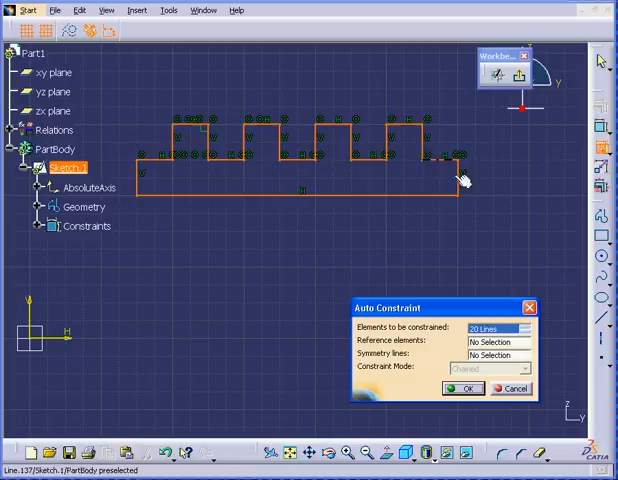 Start File Edit View Insert Tools Window Help
Part1
xy plane
yz plane
zx plane
Relations
PartBody
Sketch.1
AbsoluteAxis
Geometry
Constraints
Workbe...
z
y
V
H
Auto Constraint
Elements to be constrained: 20 Lines
Reference elements: No Selection
Symmetry lines: No Selection
Constraint Mode: Chained
OK Cancel
z
y
CATIA
Line.137/Sketch.1/PartBody preselected